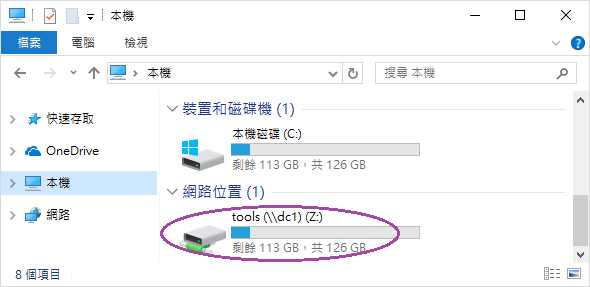 本機
檔案 電腦 檢視
本機 搜尋 本機
快速存取
OneDrive
本機
網路
裝置和磁碟機 (1)
本機磁碟 (C:)
剩餘 113 GB，共 126 GB
網路位置 (1)
tools (\\dc1) (Z:)
剩餘 113 GB，共 126 GB
8 個項目